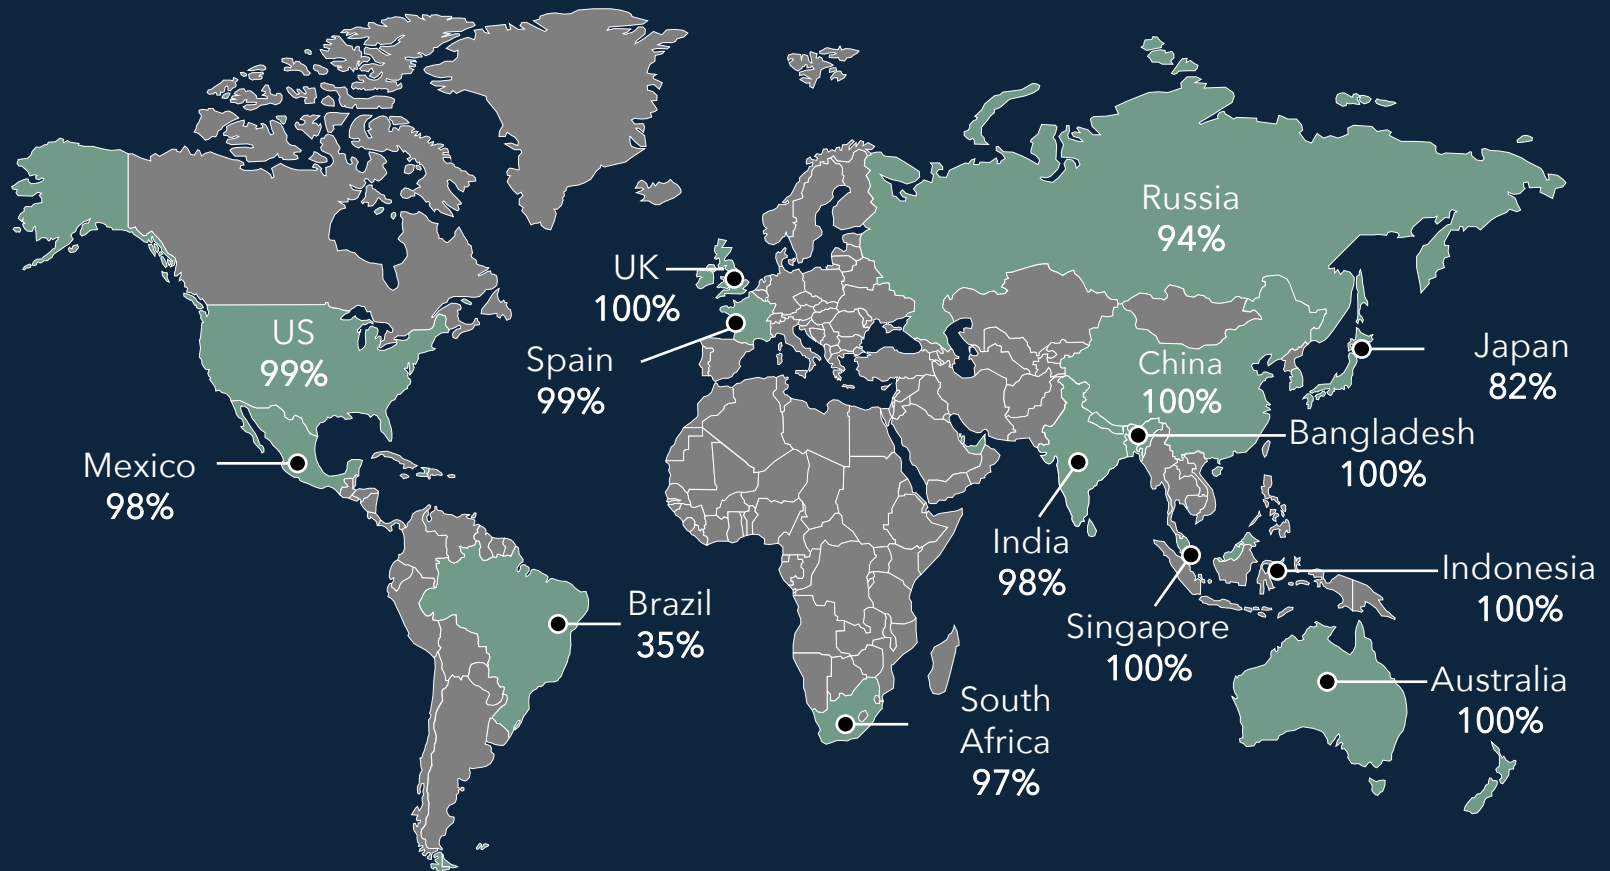 Russia
94%
UK
100%
US
99%
Spain
99%
China
100%
Japan
82%
Bangladesh
100%
Mexico
98%
India
98%
Indonesia
100%
Brazil
35%
Singapore
100%
Australia
100%
South
Africa
97%